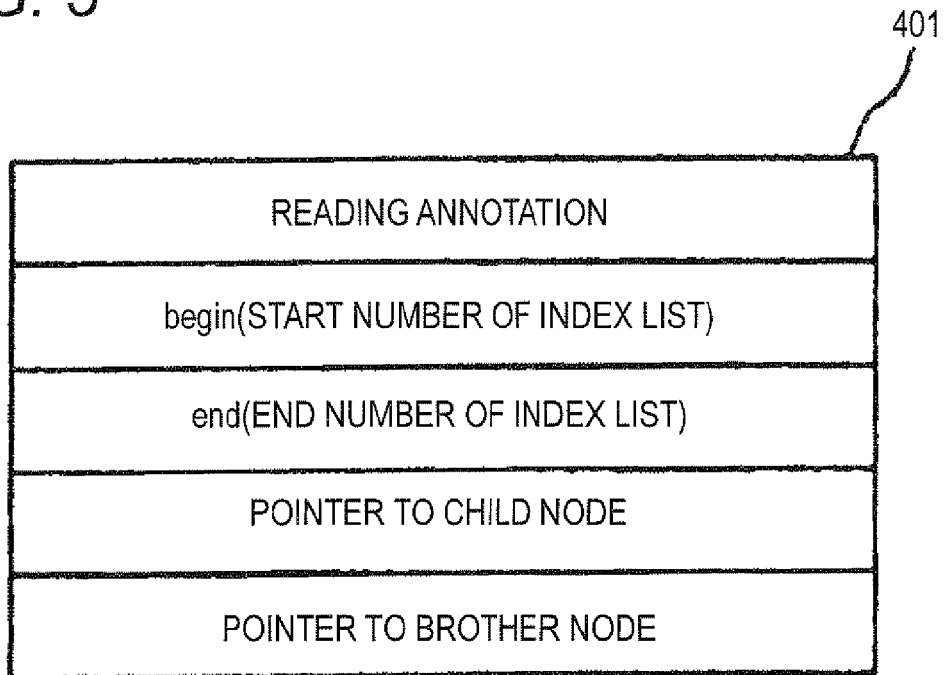 401
READING ANNOTATION
begin(START NUMBER OF INDEX LIST)
end(END NUMBER OF INDEX LIST)
POINTER TO CHILD NODE
POINTER TO BROTHER NODE